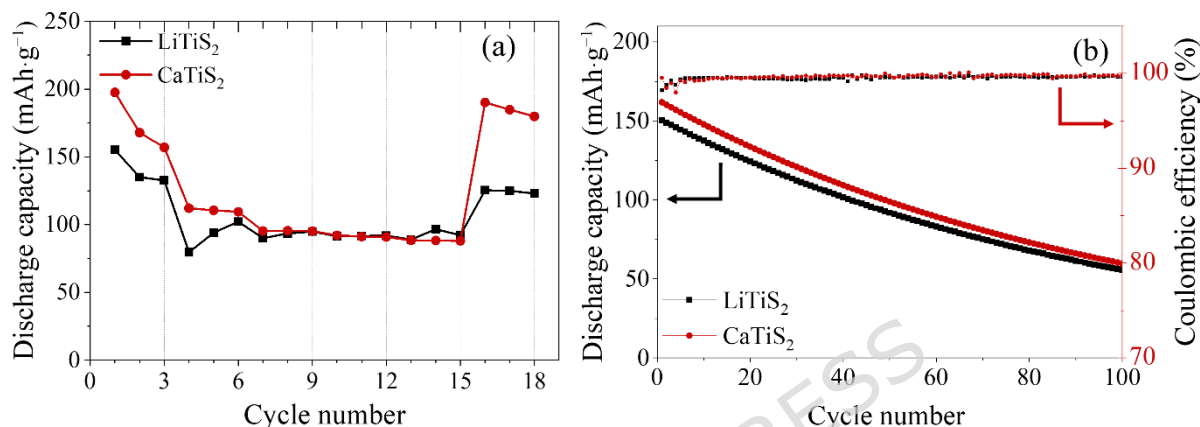 (a)
LiTiS₂
CaTiS₂
Discharge capacity (mAh·g⁻¹)
250
200
150
100
50
0
0 3 6 9 12 15 18
Cycle number
(b)
Discharge capacity (mAh·g⁻¹)
200
150
100
50
0
LiTiS₂
CaTiS₂
0 20 40 60 80 100
Cycle number
100
90
80
70
Coulombic efficiency (%)
RESS